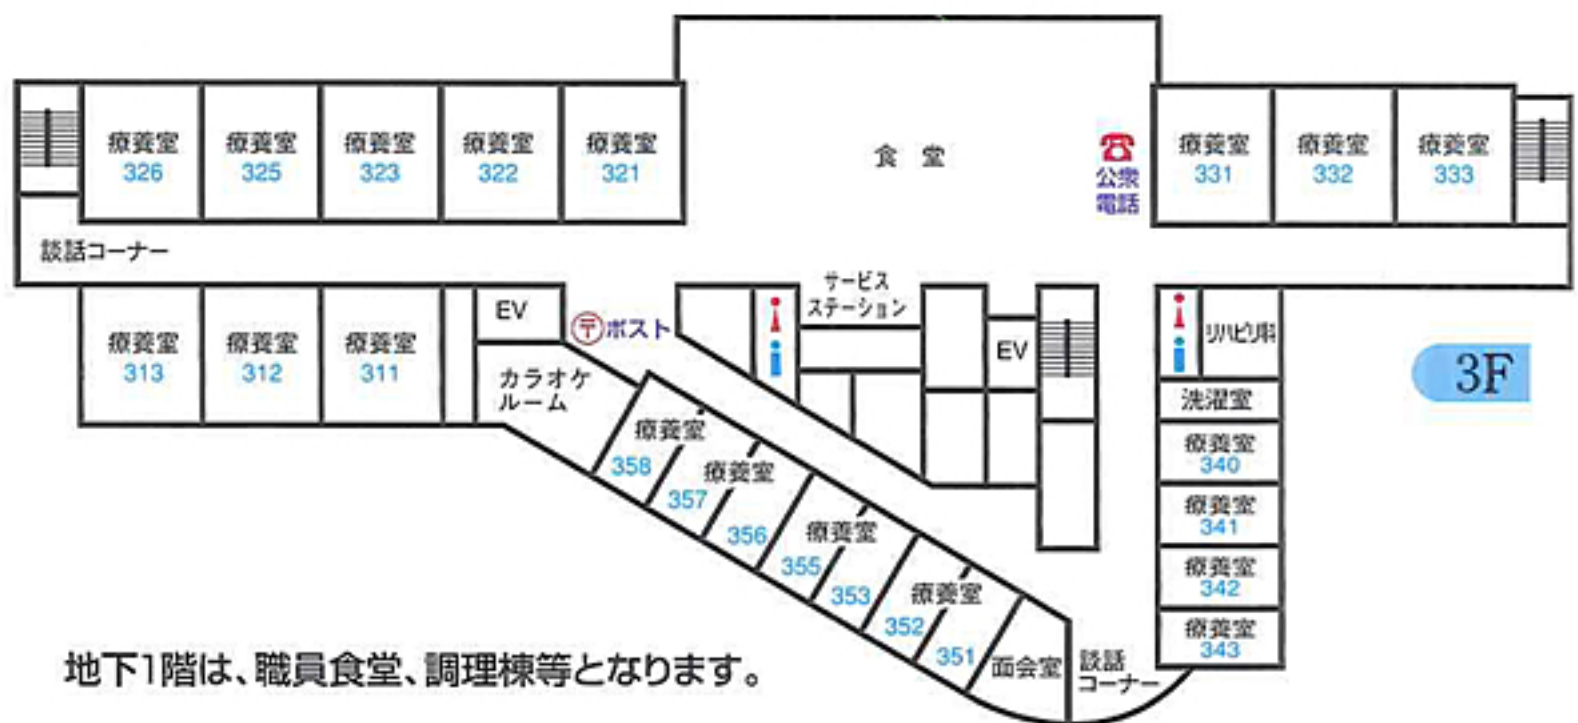 療養室 療養室 療養室 療養室 療養室
326 325 323 322 321
食 堂
公衆
電話
療養室 療養室 療養室
331 332 333
談話コーナー
EV
〒ポスト
サービス
ステーション
EV
リハビリ科
療養室 療養室 療養室
313 312 311
カラオケ
ルーム
3F
洗濯室
療養室
340
療養室
341
療養室
342
療養室
343
療養室
358
療養室
357
356
療養室
355
353
療養室
352
351
面会室
談話
コーナー
地下1階は、職員食堂、調理棟等となります。